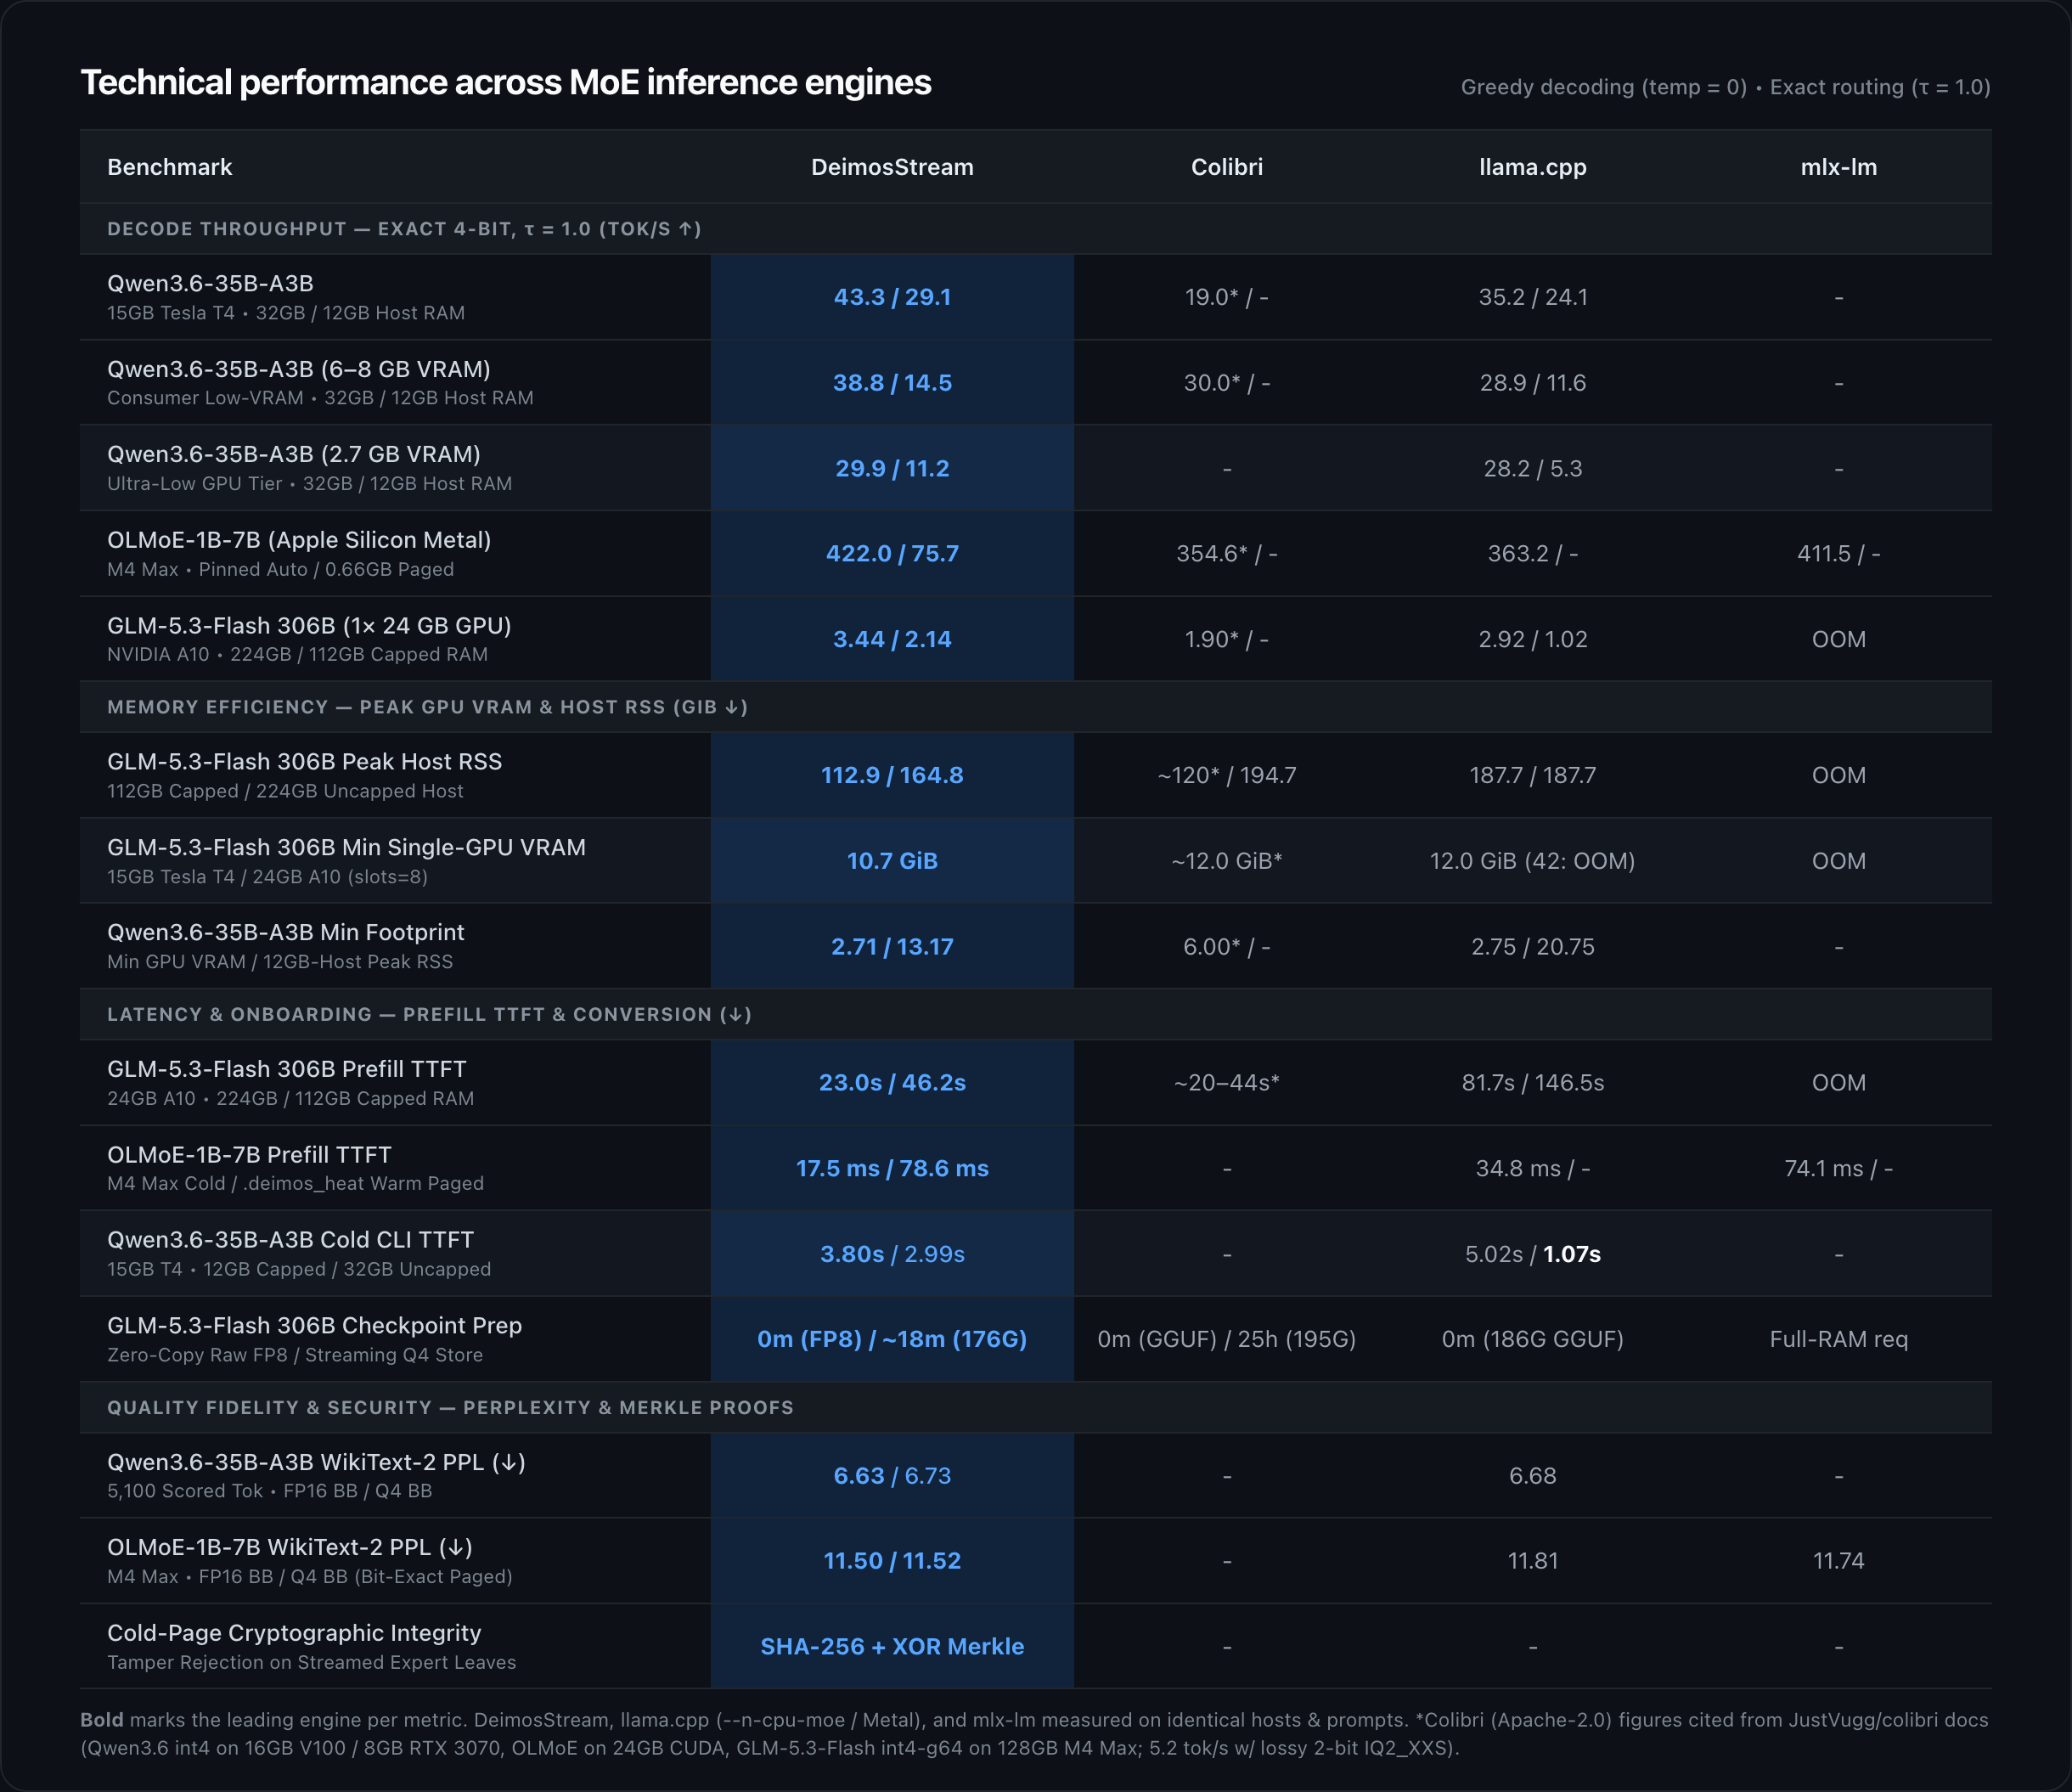 Technical performance across MoE inference engines
Greedy decoding (temp = 0) • Exact routing (τ = 1.0)
Benchmark DeimosStream Colibri llama.cpp mlx-lm
DECODE THROUGHPUT — EXACT 4-BIT, τ = 1.0 (TOK/S ↑)
Qwen3.6-35B-A3B 43.3 / 29.1 19.0* / - 35.2 / 24.1 -
15GB Tesla T4 • 32GB / 12GB Host RAM
Qwen3.6-35B-A3B (6–8 GB VRAM) 38.8 / 14.5 30.0* / - 28.9 / 11.6 -
Consumer Low-VRAM • 32GB / 12GB Host RAM
Qwen3.6-35B-A3B (2.7 GB VRAM) 29.9 / 11.2 - 28.2 / 5.3 -
Ultra-Low GPU Tier • 32GB / 12GB Host RAM
OLMoE-1B-7B (Apple Silicon Metal) 422.0 / 75.7 354.6* / - 363.2 / - 411.5 / -
M4 Max • Pinned Auto / 0.66GB Paged
GLM-5.3-Flash 306B (1× 24 GB GPU) 3.44 / 2.14 1.90* / - 2.92 / 1.02 OOM
NVIDIA A10 • 224GB / 112GB Capped RAM
MEMORY EFFICIENCY — PEAK GPU VRAM & HOST RSS (GIB ↓)
GLM-5.3-Flash 306B Peak Host RSS 112.9 / 164.8 ~120* / 194.7 187.7 / 187.7 OOM
112GB Capped / 224GB Uncapped Host
GLM-5.3-Flash 306B Min Single-GPU VRAM 10.7 GiB ~12.0 GiB* 12.0 GiB (42: OOM) OOM
15GB Tesla T4 / 24GB A10 (slots=8)
Qwen3.6-35B-A3B Min Footprint 2.71 / 13.17 6.00* / - 2.75 / 20.75 -
Min GPU VRAM / 12GB-Host Peak RSS
LATENCY & ONBOARDING — PREFILL TTFT & CONVERSION (↓)
GLM-5.3-Flash 306B Prefill TTFT 23.0s / 46.2s ~20–44s* 81.7s / 146.5s OOM
24GB A10 • 224GB / 112GB Capped RAM
OLMoE-1B-7B Prefill TTFT 17.5 ms / 78.6 ms - 34.8 ms / - 74.1 ms / -
M4 Max Cold / .deimos_heat Warm Paged
Qwen3.6-35B-A3B Cold CLI TTFT 3.80s / 2.99s - 5.02s / 1.07s -
15GB T4 • 12GB Capped / 32GB Uncapped
GLM-5.3-Flash 306B Checkpoint Prep 0m (FP8) / ~18m (176G) 0m (GGUF) / 25h (195G) 0m (186G GGUF) Full-RAM req
Zero-Copy Raw FP8 / Streaming Q4 Store
QUALITY FIDELITY & SECURITY — PERPLEXITY & MERKLE PROOFS
Qwen3.6-35B-A3B WikiText-2 PPL (↓) 6.63 / 6.73 - 6.68 -
5,100 Scored Tok • FP16 BB / Q4 BB
OLMoE-1B-7B WikiText-2 PPL (↓) 11.50 / 11.52 - 11.81 11.74
M4 Max • FP16 BB / Q4 BB (Bit-Exact Paged)
Cold-Page Cryptographic Integrity SHA-256 + XOR Merkle - - -
Tamper Rejection on Streamed Expert Leaves
Bold marks the leading engine per metric. DeimosStream, llama.cpp (--n-cpu-moe / Metal), and mlx-lm measured on identical hosts & prompts. *Colibri (Apache-2.0) figures cited from JustVugg/colibri docs
(Qwen3.6 int4 on 16GB V100 / 8GB RTX 3070, OLMoE on 24GB CUDA, GLM-5.3-Flash int4-g64 on 128GB M4 Max; 5.2 tok/s w/ lossy 2-bit IQ2_XXS).